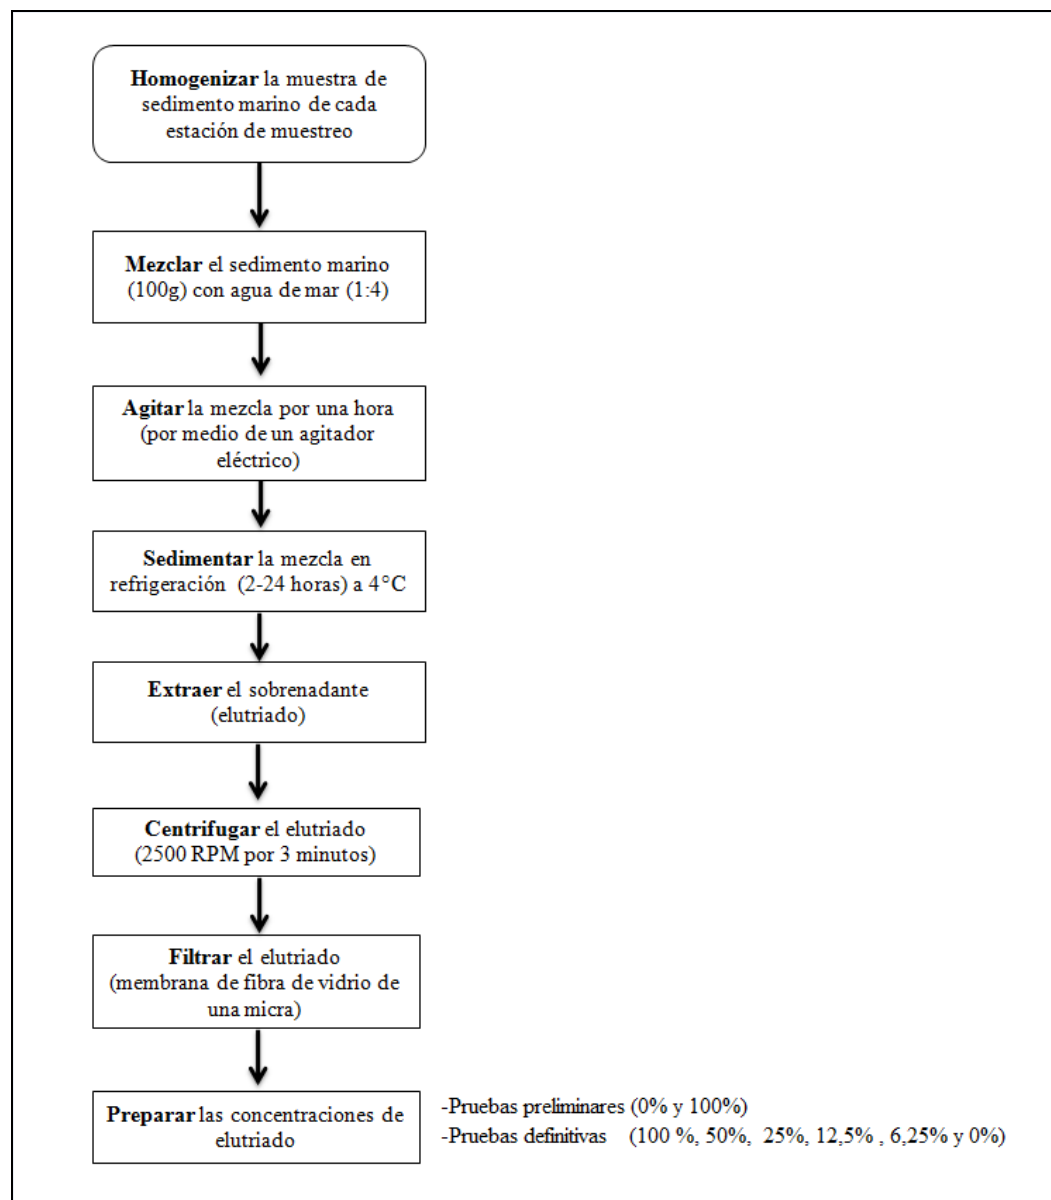 Homogenizar la muestra de
sedimento marino de cada
estación de muestreo
Mezclar el sedimento marino
(100g) con agua de mar (1:4)
Agitar la mezcla por una hora
(por medio de un agitador
eléctrico)
Sedimentar la mezcla en
refrigeración (2-24 horas) a 4°C
Extraer el sobrenadante
(elutriado)
Centrifugar el elutriado
(2500 RPM por 3 minutos)
Filtrar el elutriado
(membrana de fibra de vidrio de
una micra)
Preparar las concentraciones de
elutriado
-Pruebas preliminares (0% y 100%)
-Pruebas definitivas (100 %, 50%, 25%, 12,5% , 6,25% y 0%)